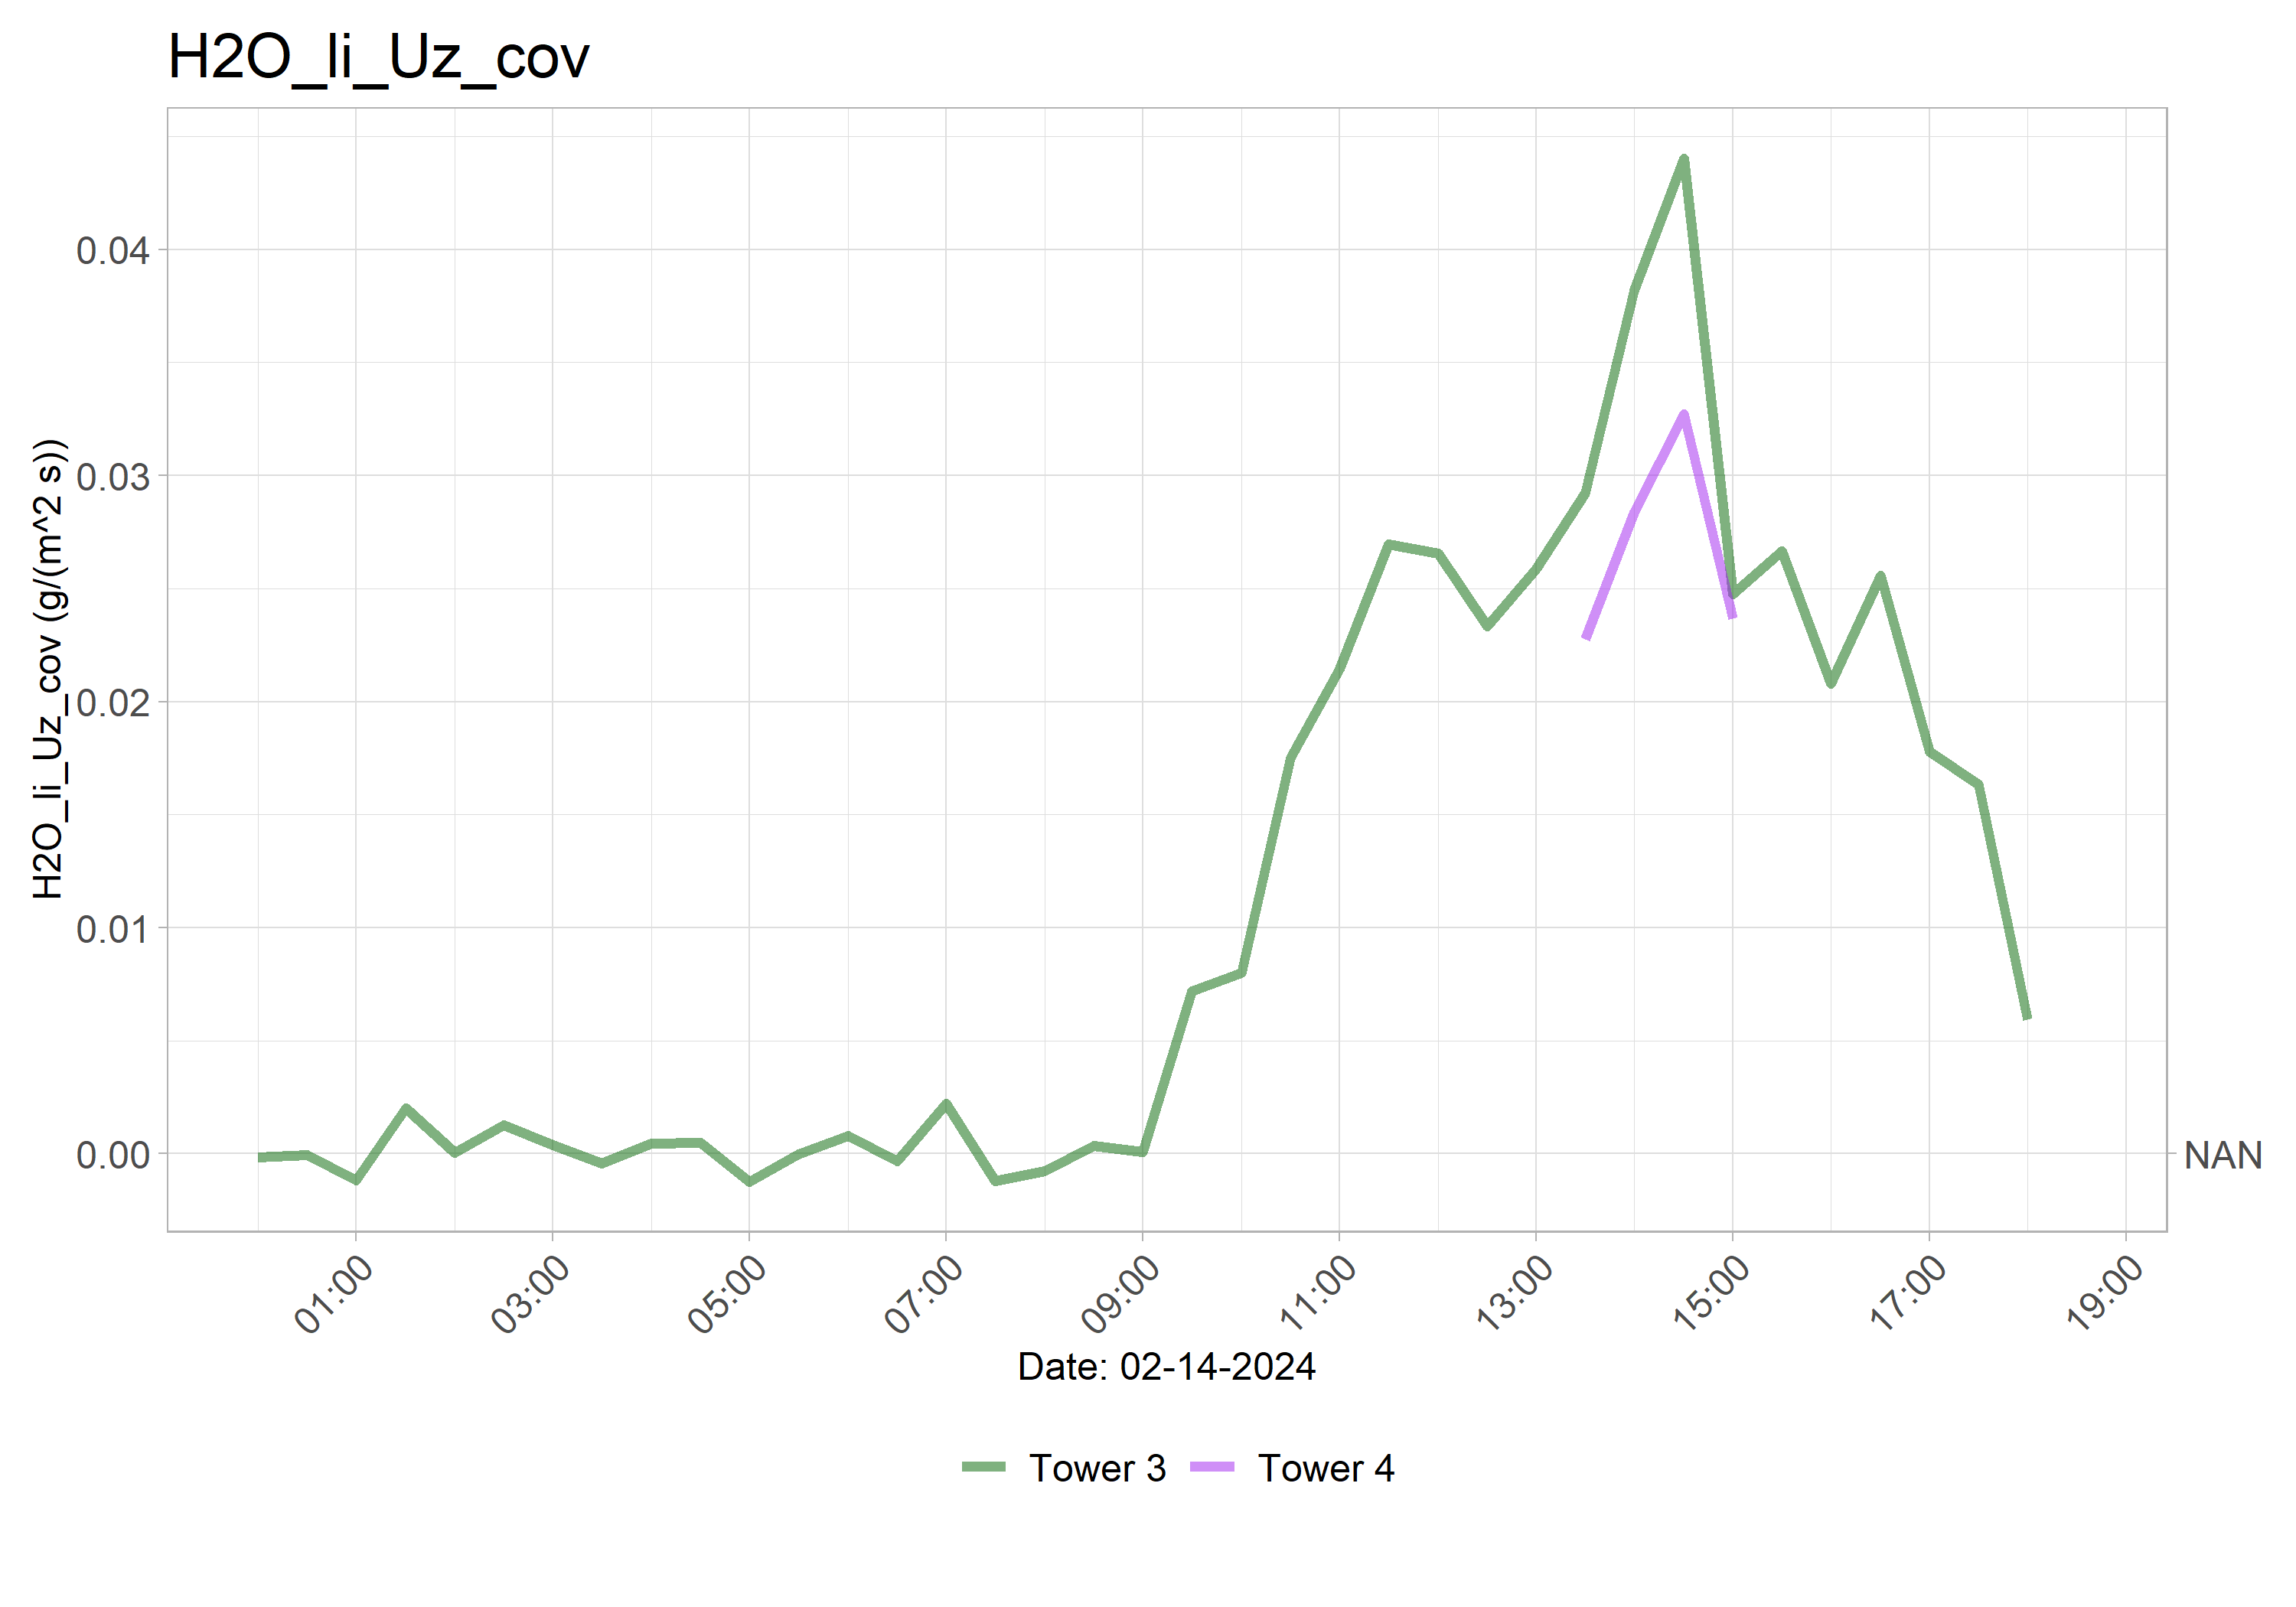 H2O_li_Uz_cov
H2O_li_Uz_cov (g/(m^2 s))
0.04
0.03
0.02
0.01
0.00
NAN
01:00 03:00 05:00 07:00 09:00 11:00 13:00 15:00 17:00 19:00
Date: 02-14-2024
Tower 3 Tower 4